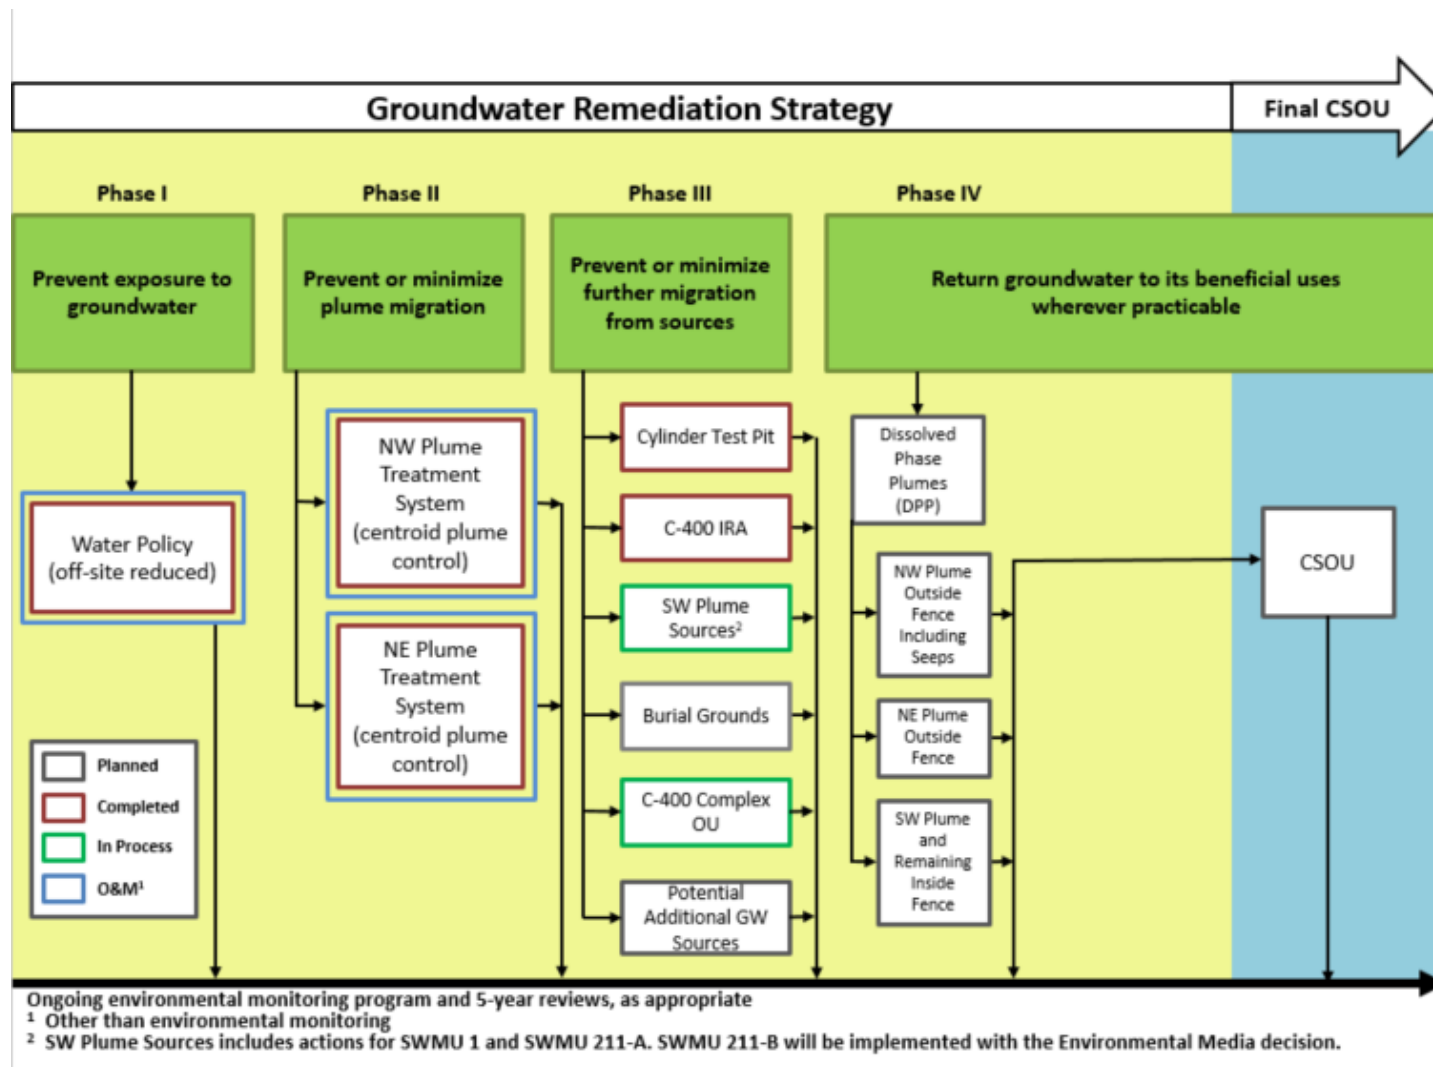 Groundwater Remediation Strategy
Final CSOU
Phase I
Phase II
Phase III
Phase IV
Prevent exposure to
groundwater
Prevent or minimize
plume migration
Prevent or minimize
further migration
from sources
Return groundwater to its beneficial uses
wherever practicable
Water Policy
(off-site reduced)
NW Plume
Treatment
System
(centroid plume
control)
NE Plume
Treatment
System
(centroid plume
control)
Cylinder Test Pit
C-400 IRA
SW Plume
Sources²
Burial Grounds
C-400 Complex
OU
Potential
Additional GW
Sources
Dissolved
Phase
Plumes
(DPP)
NW Plume
Outside
Fence
Including
Seeps
NE Plume
Outside
Fence
SW Plume
and
Remaining
Inside
Fence
CSOU
Planned
Completed
In Process
O&M¹
Ongoing environmental monitoring program and 5-year reviews, as appropriate
¹ Other than environmental monitoring
² SW Plume Sources includes actions for SWMU 1 and SWMU 211-A. SWMU 211-B will be implemented with the Environmental Media decision.